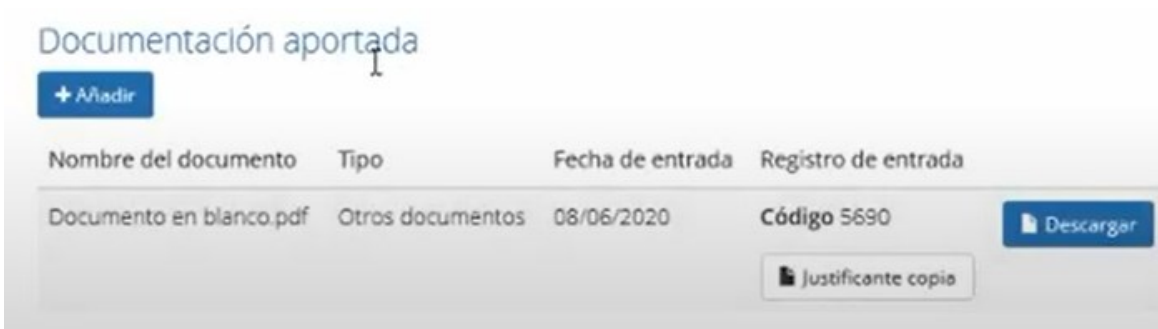 Documentación aportada
+ Añadir
Nombre del documento Tipo Fecha de entrada Registro de entrada
Documento en blanco.pdf Otros documentos 08/06/2020 Código 5690 Descargar
Justificante copia